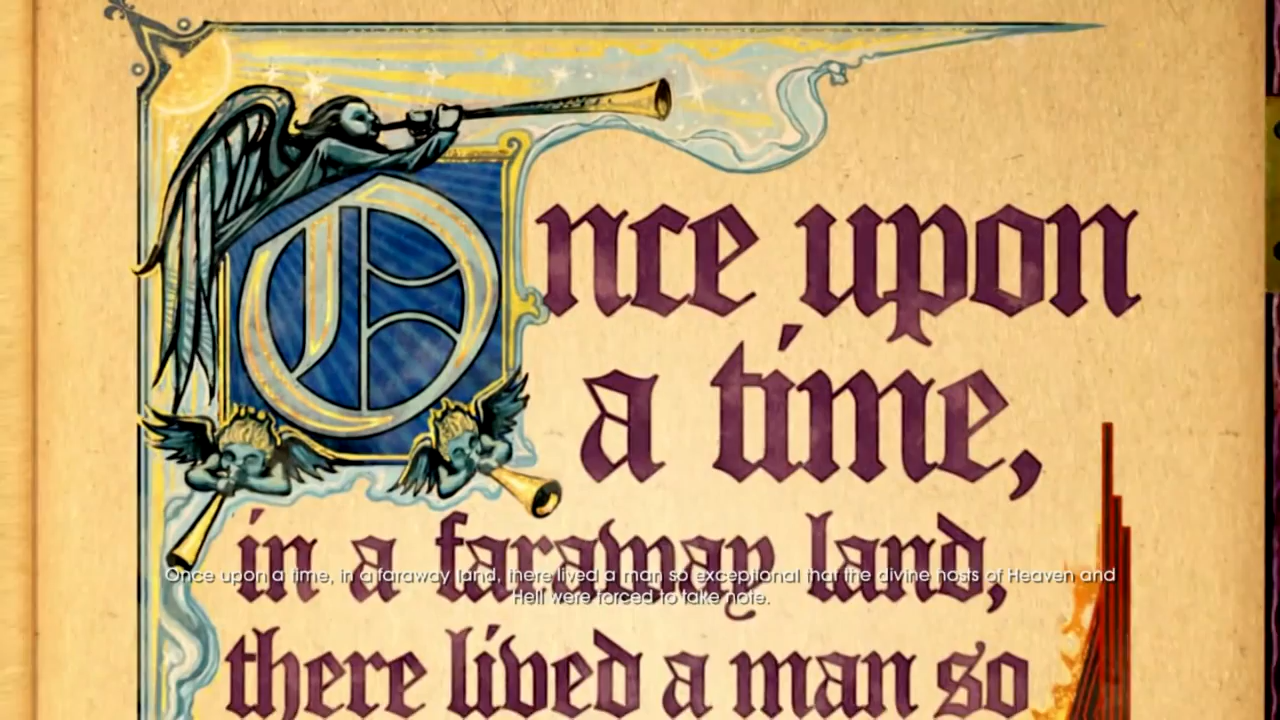 Once upon
a time,
in a faraway land,
Once upon a time, in a faraway land, there lived a man so exceptional that the divine hosts of Heaven and
Hell were forced to take note.
there lived a man so